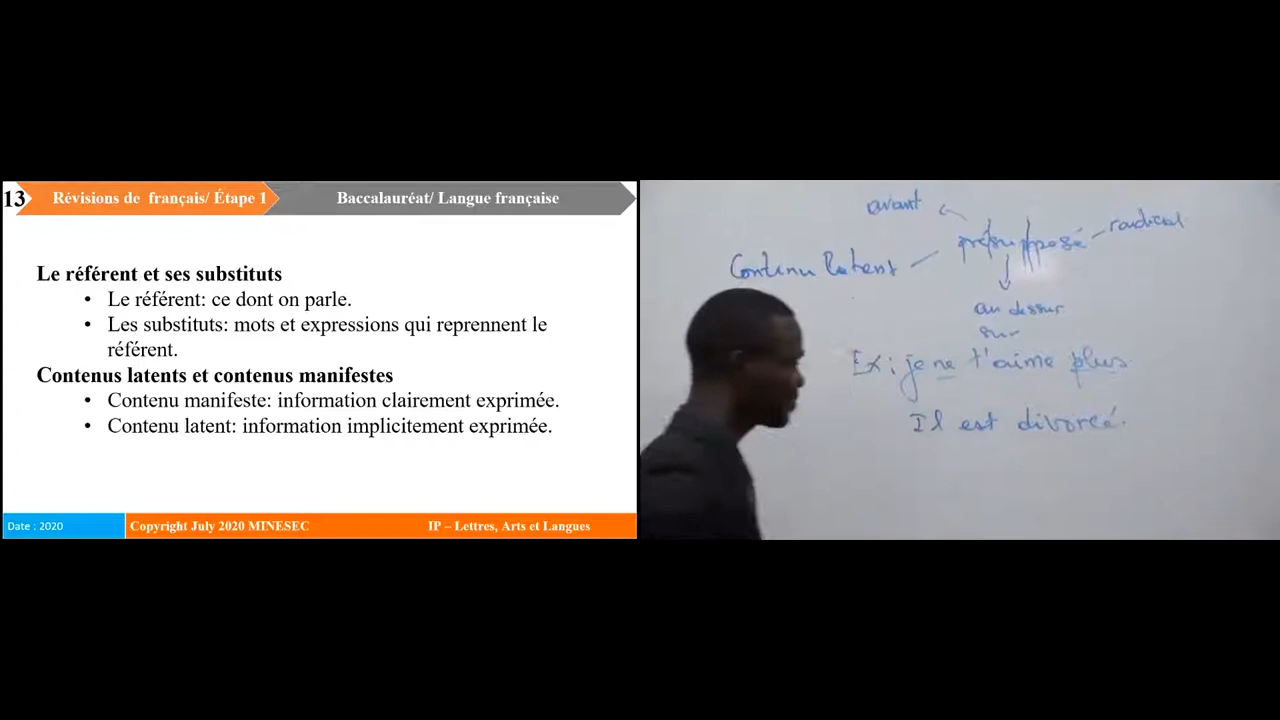 13 Révisions de français/ Étape 1 Baccalauréat/ Langue française
Le référent et ses substituts
• Le référent: ce dont on parle.
• Les substituts: mots et expressions qui reprennent le
référent.
Contenus latents et contenus manifestes
• Contenu manifeste: information clairement exprimée.
• Contenu latent: information implicitement exprimée.
Date : 2020 Copyright July 2020 MINESEC IP – Lettres, Arts et Langues
avant
présupposé radical
Contenu latent
au dessur
sur
Ex: je ne t'aime plus.
Il est divorcé.